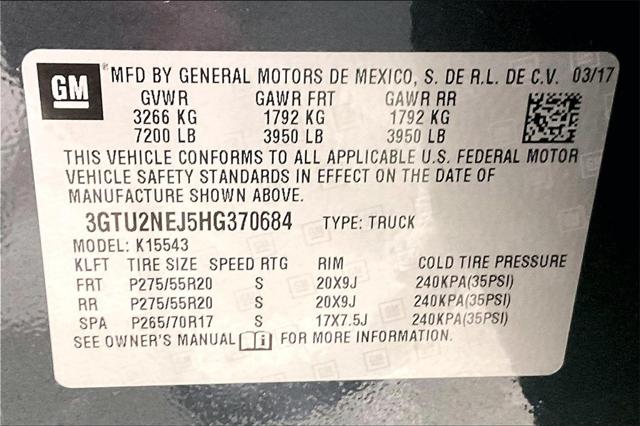 GM ® MFD BY GENERAL MOTORS DE MEXICO, S. DE R.L. DE C.V. 03/17
GVWR GAWR FRT GAWR RR
3266 KG 1792 KG 1792 KG
7200 LB 3950 LB 3950 LB
THIS VEHICLE CONFORMS TO ALL APPLICABLE U.S. FEDERAL MOTOR
VEHICLE SAFETY STANDARDS IN EFFECT ON THE DATE OF
MANUFACTURE SHOWN ABOVE.
3GTU2NEJ5HG370684 TYPE: TRUCK
MODEL: K15543
KLFT TIRE SIZE SPEED RTG RIM COLD TIRE PRESSURE
FRT P275/55R20 S 20X9J 240KPA(35PSI)
RR P275/55R20 S 20X9J 240KPA(35PSI)
SPA P265/70R17 S 17X7.5J 240KPA(35PSI)
SEE OWNER'S MANUAL i FOR MORE INFORMATION.